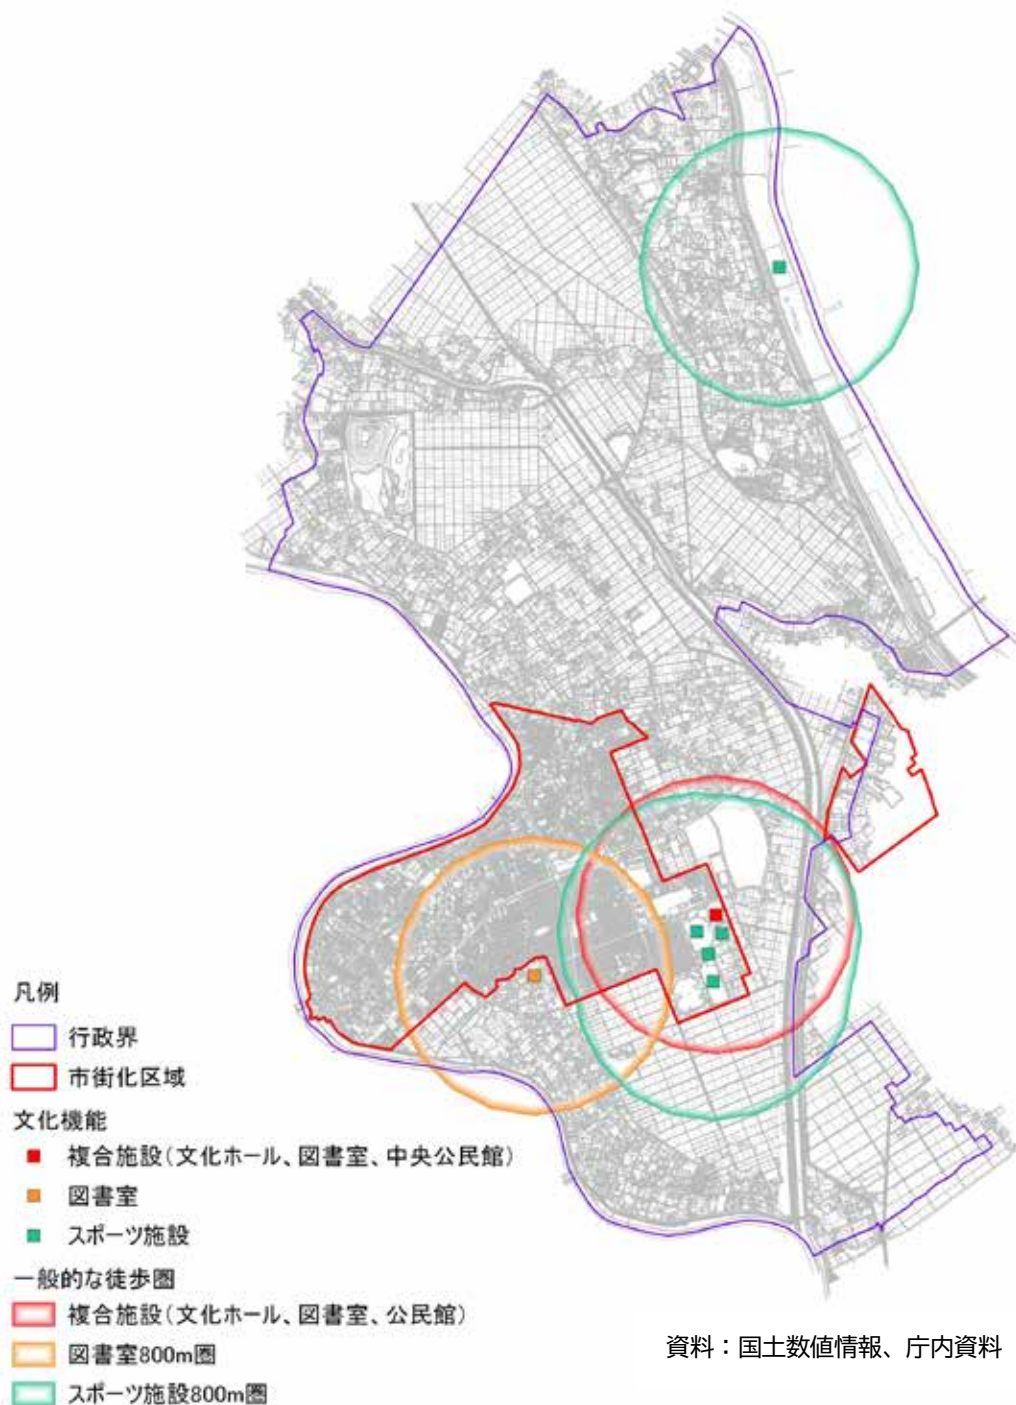 凡例
行政界
市街化区域
文化機能
複合施設(文化ホール、図書室、中央公民館)
図書室
スポーツ施設
一般的な徒歩圏
複合施設(文化ホール、図書室、公民館)
図書室800m圏
スポーツ施設800m圏
資料：国土数値情報、庁内資料